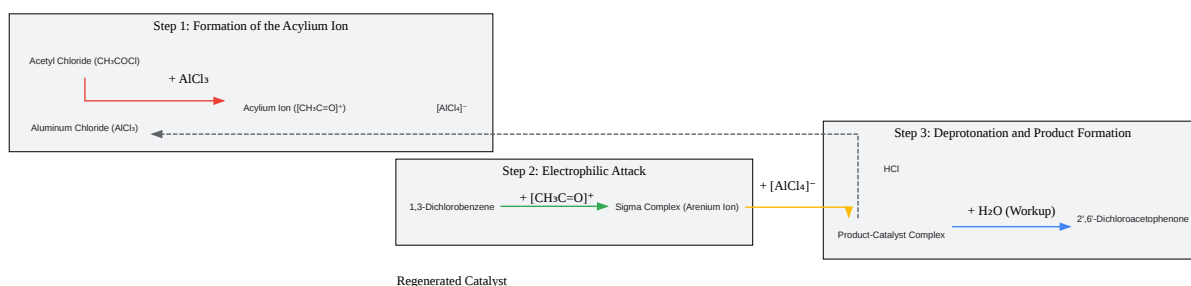 Step 1: Formation of the Acylium Ion
Acetyl Chloride (CH₃COCl)
+ AlCl₃
Acylium Ion ([CH₃C=O]⁺)
[AlCl₄]⁻
Aluminum Chloride (AlCl₃)
Step 2: Electrophilic Attack
1,3-Dichlorobenzene
+ [CH₃C=O]⁺
Sigma Complex (Arenium Ion)
+ [AlCl₄]⁻
Step 3: Deprotonation and Product Formation
HCl
Product-Catalyst Complex
+ H₂O (Workup)
2',6'-Dichloroacetophenone
Regenerated Catalyst